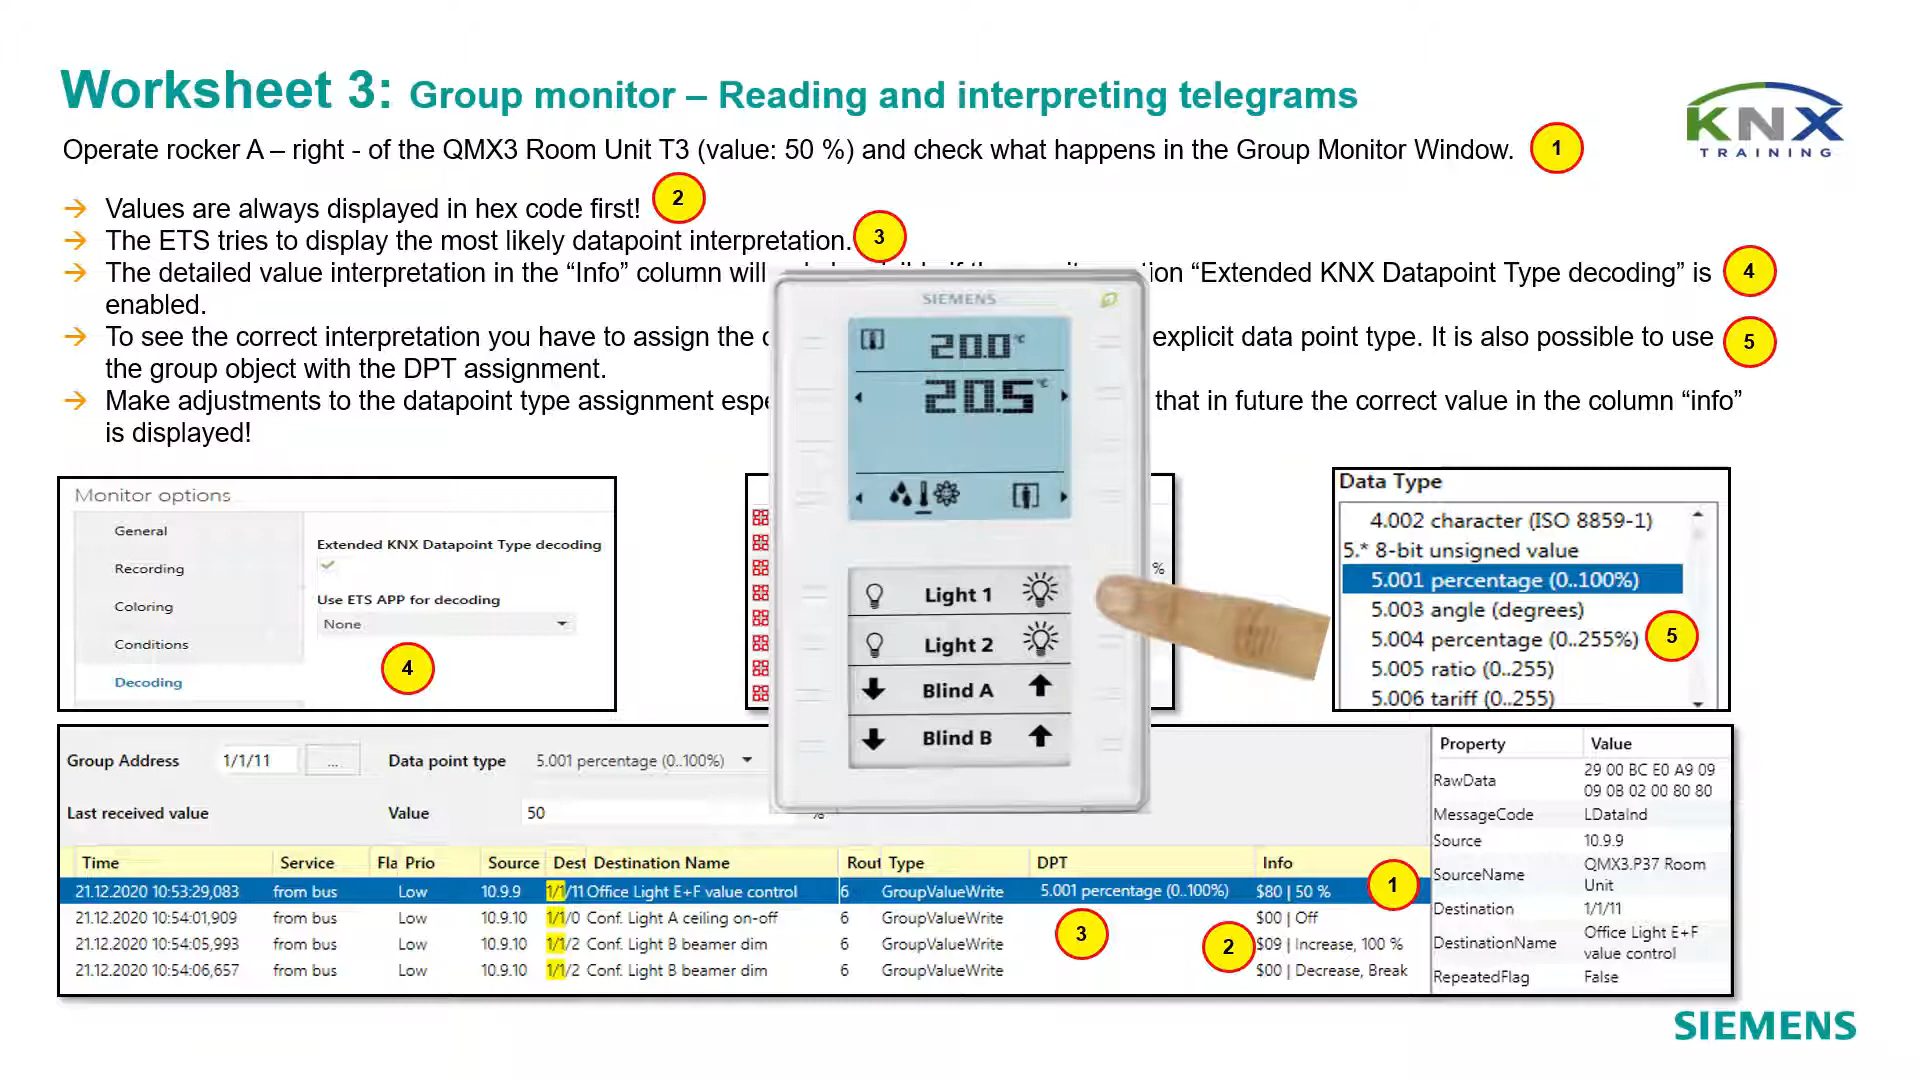 Worksheet 3: Group monitor – Reading and interpreting telegrams
KNX
TRAINING
Operate rocker A – right - of the QMX3 Room Unit T3 (value: 50 %) and check what happens in the Group Monitor Window.
1
→ Values are always displayed in hex code first!
2
→ The ETS tries to display the most likely datapoint interpretation.
3
→ The detailed value interpretation in the “Info” column will “Extended KNX Datapoint Type decoding” is
4
enabled.
→ To see the correct interpretation you have to assign the explicit data point type. It is also possible to use
5
the group object with the DPT assignment.
→ Make adjustments to the datapoint type assignment that in future the correct value in the column “info”
is displayed!
SIEMENS
20.0 °C
20.5 °C
Light 1
Light 2
Blind A
Blind B
Monitor options
General
Recording
Coloring
Conditions
Decoding
Extended KNX Datapoint Type decoding
Use ETS APP for decoding
None
4
%
Data Type
4.002 character (ISO 8859-1)
5.* 8-bit unsigned value
5.001 percentage (0..100%)
5.003 angle (degrees)
5.004 percentage (0..255%)
5.005 ratio (0..255)
5.006 tariff (0..255)
5
Group Address 1/1/11 ... Data point type 5.001 percentage (0..100%)
Last received value Value 50 %
Time Service Fla Prio Source Dest Destination Name Rout Type DPT Info
21.12.2020 10:53:29,083 from bus Low 10.9.9 1/1/11 Office Light E+F value control 6 GroupValueWrite 5.001 percentage (0..100%) $80 | 50 %
21.12.2020 10:54:01,909 from bus Low 10.9.10 1/1/0 Conf. Light A ceiling on-off 6 GroupValueWrite $00 | Off
21.12.2020 10:54:05,993 from bus Low 10.9.10 1/1/2 Conf. Light B beamer dim 6 GroupValueWrite $09 | Increase, 100 %
21.12.2020 10:54:06,657 from bus Low 10.9.10 1/1/2 Conf. Light B beamer dim 6 GroupValueWrite $00 | Decrease, Break
1
3
2
Property Value
RawData 29 00 BC E0 A9 09
09 0B 02 00 80 80
MessageCode LDataInd
Source 10.9.9
SourceName QMX3.P37 Room
Unit
Destination 1/1/11
DestinationName Office Light E+F
value control
RepeatedFlag False
SIEMENS